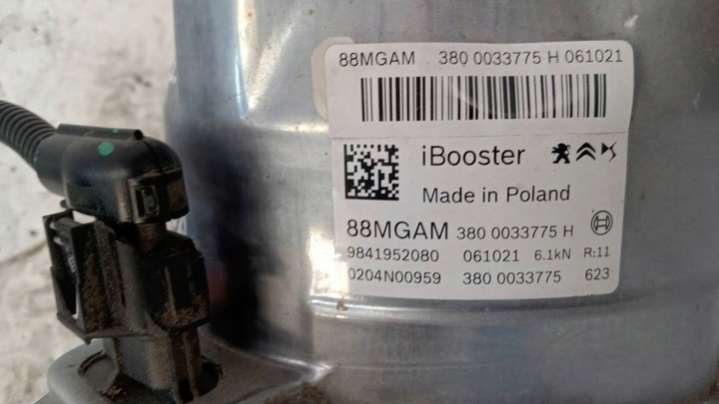 88MGAM 380 0033775 H 061021
iBooster
Made in Poland
88MGAM 380 0033775 H
9841952080 061021 6.1kN R:11
0204N00959 380 0033775 623